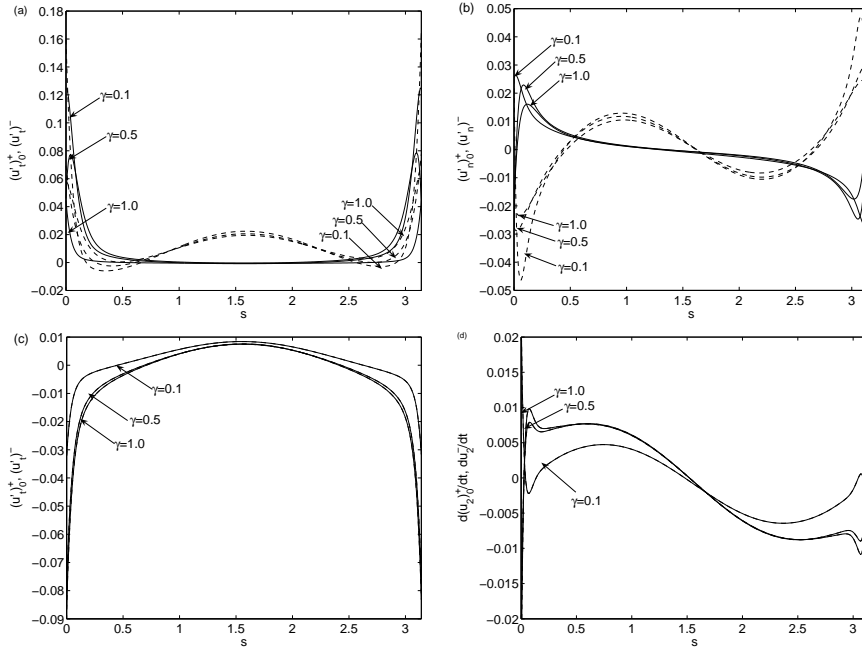 (a)
0.18
0.16
0.14
0.12
0.1
0.08
0.06
0.04
0.02
0
−0.02
(u'_t)_0^+, (u'_t)^−
γ=0.1
γ=0.5
γ=1.0
γ=1.0
γ=0.5
γ=0.1
0 0.5 1 1.5 2 2.5 3
s
(b)
0.05
0.04
0.03
0.02
0.01
0
−0.01
−0.02
−0.03
−0.04
−0.05
(u'_n)_0^+, (u'_n)^−
γ=0.1
γ=0.5
γ=1.0
γ=1.0
γ=0.5
γ=0.1
0 0.5 1 1.5 2 2.5 3
s
(c)
0.01
0
−0.01
−0.02
−0.03
−0.04
−0.05
−0.06
−0.07
−0.08
−0.09
(u'_t)_0^+, (u'_t)^−
γ=0.1
γ=0.5
γ=1.0
0 0.5 1 1.5 2 2.5 3
s
(d)
0.02
0.015
0.01
0.005
0
−0.005
−0.01
−0.015
−0.02
d(u_2)_0^+/dt, du_2^−/dt
γ=1.0
γ=0.5
γ=0.1
0 0.5 1 1.5 2 2.5 3
s